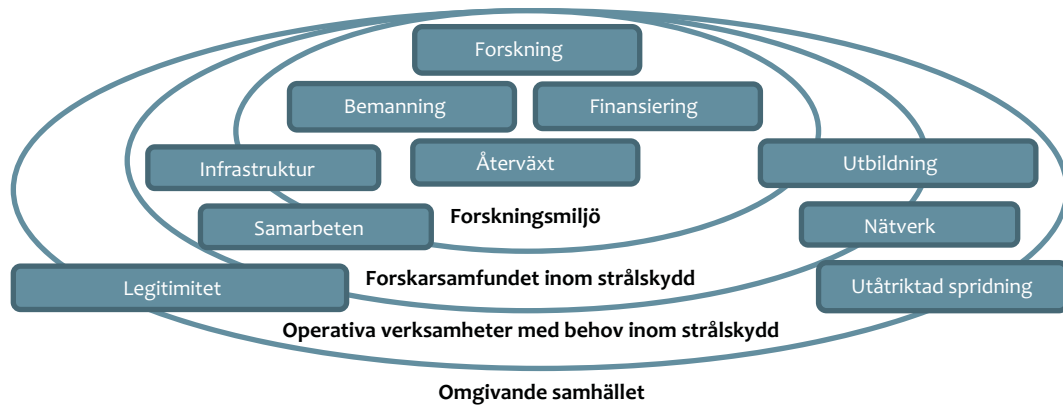 Forskning
Bemanning
Finansiering
Infrastruktur
Återväxt
Utbildning
Samarbeten
Forskningsmiljö
Nätverk
Legitimitet
Forskarsamfundet inom strålskydd
Utåtriktad spridning
Operativa verksamheter med behov inom strålskydd
Omgivande samhället